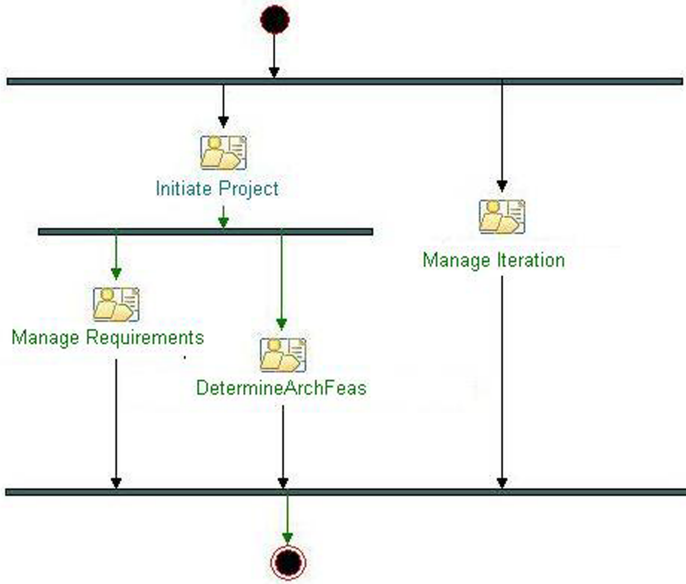 Initiate Project
Manage Iteration
Manage Requirements
DetermineArchFeas